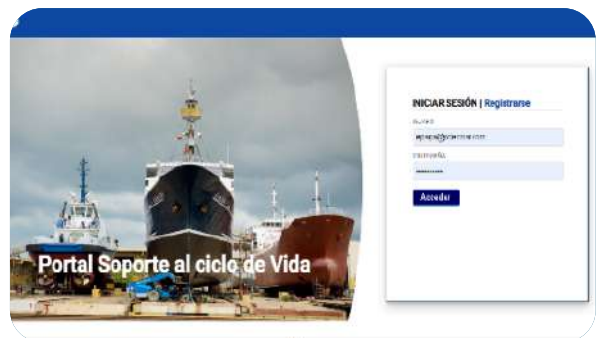 INICIAR SESIÓN | Registrarse
Acceder
Portal Soporte al ciclo de Vida